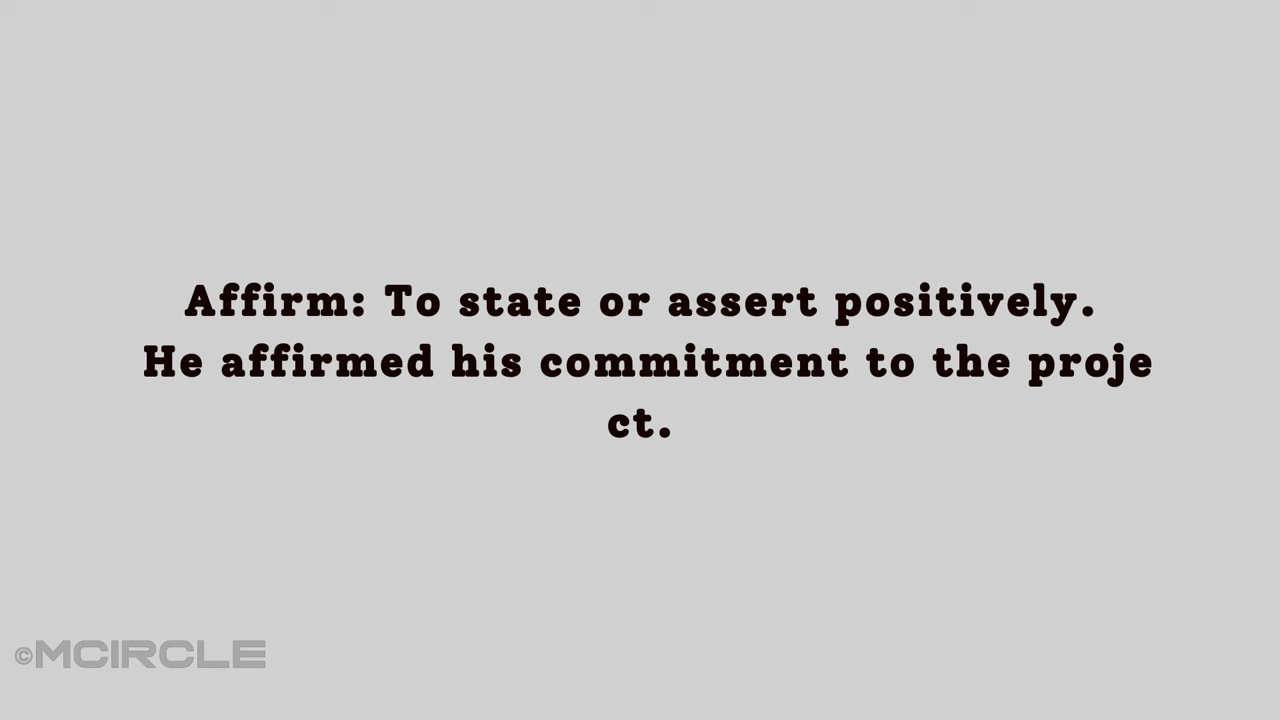 Affirm: To state or assert positively.
He affirmed his commitment to the proje
ct.
©MCIRCLE